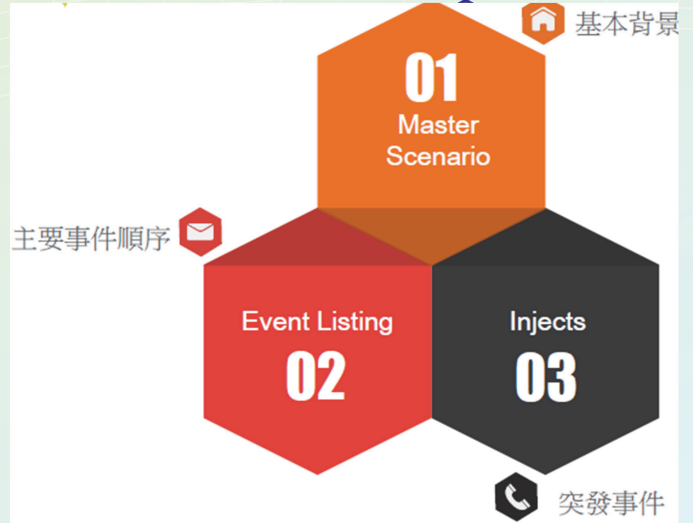 基本背景
01
Master
Scenario
主要事件順序
Event Listing
02
Injects
03
突發事件